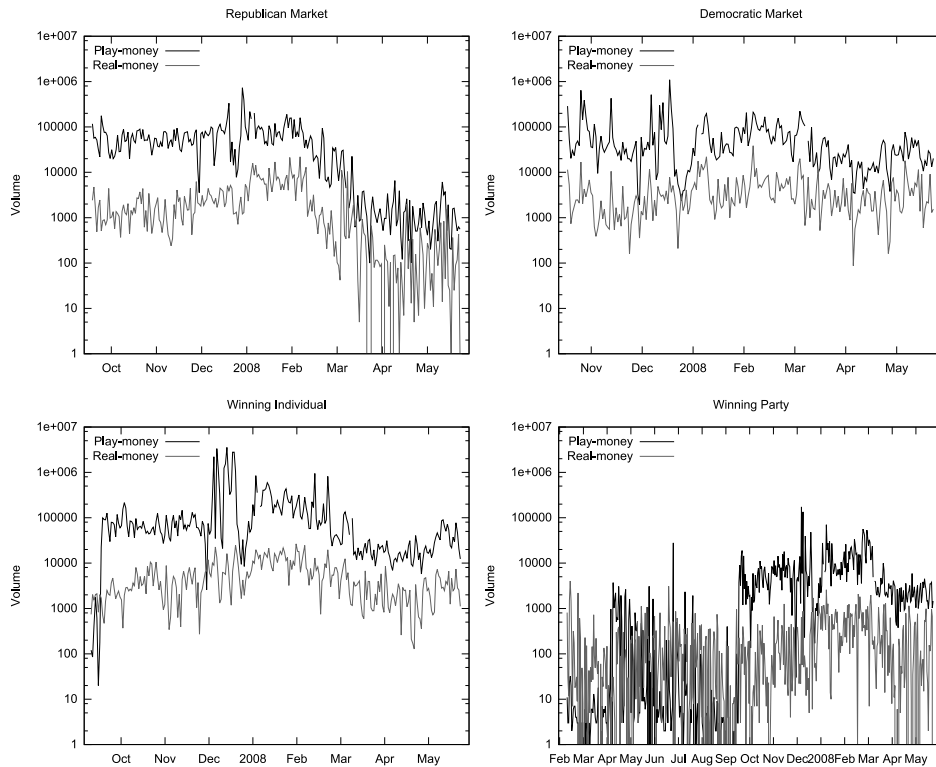 Republican Market
1e+007
Play-money
Real-money
1e+006
100000
10000
1000
100
10
1
Volume
Oct Nov Dec 2008 Feb Mar Apr May
Democratic Market
1e+007
Play-money
Real-money
1e+006
100000
10000
1000
100
10
1
Volume
Nov Dec 2008 Feb Mar Apr May
Winning Individual
1e+007
Play-money
Real-money
1e+006
100000
10000
1000
100
10
1
Volume
Oct Nov Dec 2008 Feb Mar Apr May
Winning Party
1e+007
Play-money
Real-money
1e+006
100000
10000
1000
100
10
1
Volume
Feb Mar Apr May Jun Jul Aug Sep Oct Nov Dec 2008 Feb Mar Apr May